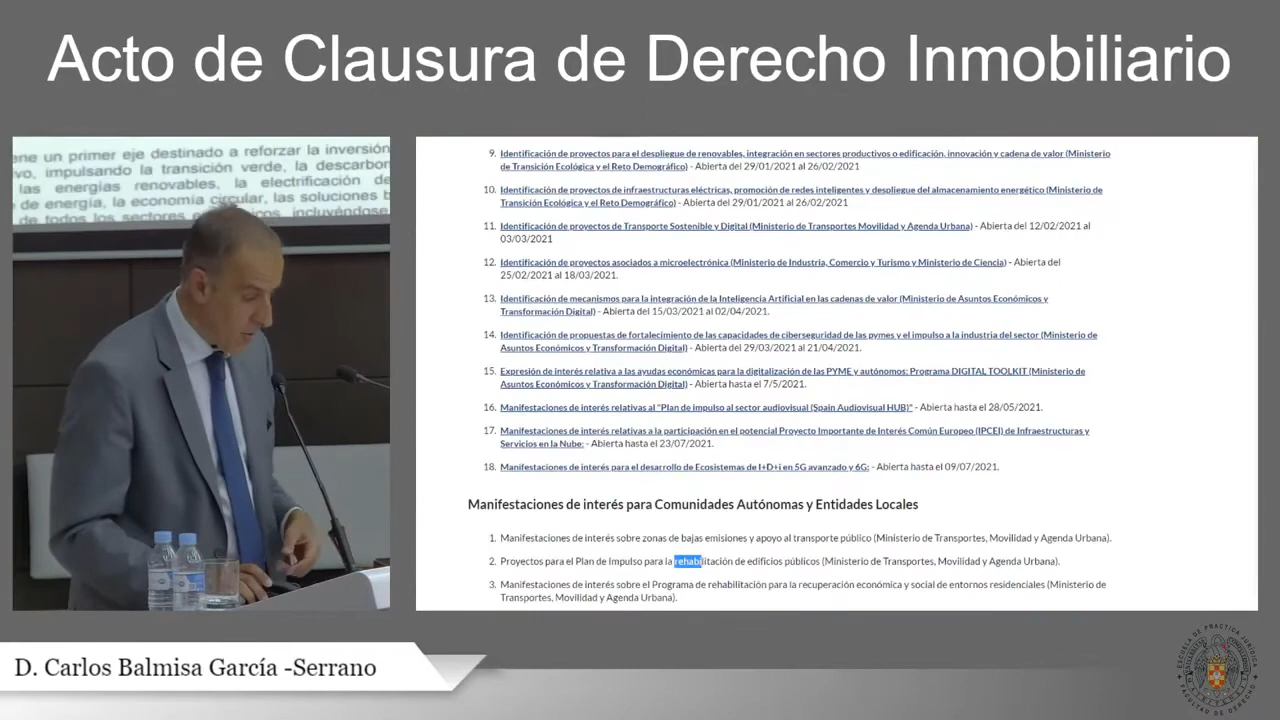 Acto de Clausura de Derecho Inmobiliario
ene un primer eje destinado a reforzar la inversión
vo, impulsando la transición verde, la descarbon
las energías renovables, la electrificación de
de energía, la economía circular, las soluciones b
de todos los sectores incluyéndose
9. Identificación de proyectos para el despliegue de renovables, integración en sectores productivos o edificación, innovación y cadena de valor (Ministerio
de Transición Ecológica y el Reto Demográfico) - Abierta del 29/01/2021 al 26/02/2021
10. Identificación de proyectos de infraestructuras eléctricas, promoción de redes inteligentes y despliegue del almacenamiento energético (Ministerio de
Transición Ecológica y el Reto Demográfico) - Abierta del 29/01/2021 al 26/02/2021
11. Identificación de proyectos de Transporte Sostenible y Digital (Ministerio de Transportes Movilidad y Agenda Urbana) - Abierta del 12/02/2021 al
03/03/2021
12. Identificación de proyectos asociados a microelectrónica (Ministerio de Industria, Comercio y Turismo y Ministerio de Ciencia) - Abierta del
25/02/2021 al 18/03/2021.
13. Identificación de mecanismos para la integración de la Inteligencia Artificial en las cadenas de valor (Ministerio de Asuntos Económicos y
Transformación Digital) - Abierta del 15/03/2021 al 02/04/2021.
14. Identificación de propuestas de fortalecimiento de las capacidades de ciberseguridad de las pymes y el impulso a la industria del sector (Ministerio de
Asuntos Económicos y Transformación Digital) - Abierta del 29/03/2021 al 21/04/2021.
15. Expresión de interés relativa a las ayudas económicas para la digitalización de las PYME y autónomos: Programa DIGITAL TOOLKIT (Ministerio de
Asuntos Económicos y Transformación Digital) - Abierta hasta el 7/5/2021.
16. Manifestaciones de interés relativas al "Plan de impulso al sector audiovisual (Spain Audiovisual HUB)" - Abierta hasta el 28/05/2021.
17. Manifestaciones de interés relativas a la participación en el potencial Proyecto Importante de Interés Común Europeo (IPCEI) de Infraestructuras y
Servicios en la Nube: - Abierta hasta el 23/07/2021.
18. Manifestaciones de interés para el desarrollo de Ecosistemas de I+D+i en 5G avanzado y 6G: - Abierta hasta el 09/07/2021.
Manifestaciones de interés para Comunidades Autónomas y Entidades Locales
1. Manifestaciones de interés sobre zonas de bajas emisiones y apoyo al transporte público (Ministerio de Transportes, Movilidad y Agenda Urbana).
2. Proyectos para el Plan de Impulso para la rehabilitación de edificios públicos (Ministerio de Transportes, Movilidad y Agenda Urbana).
3. Manifestaciones de interés sobre el Programa de rehabilitación para la recuperación económica y social de entornos residenciales (Ministerio de
Transportes, Movilidad y Agenda Urbana).
D. Carlos Balmisa García -Serrano
ESCUELA DE PRACTICA JURIDICA
FACULTAD DE DERECHO